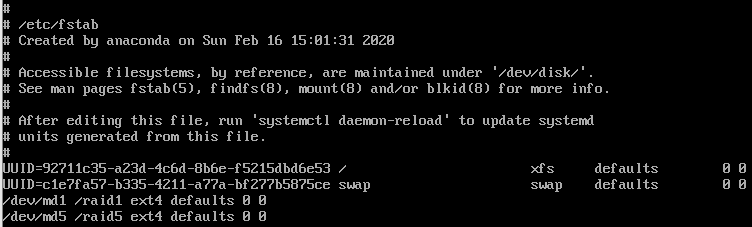 #
# /etc/fstab
# Created by anaconda on Sun Feb 16 15:01:31 2020
#
# Accessible filesystems, by reference, are maintained under '/dev/disk/'.
# See man pages fstab(5), findfs(8), mount(8) and/or blkid(8) for more info.
#
# After editing this file, run 'systemctl daemon-reload' to update systemd
# units generated from this file.
#
UUID=92711c35-a23d-4c6d-8b6e-f5215dbd6e53 /                       xfs     defaults        0 0
UUID=c1e7fa57-b335-4211-a77a-bf277b5875ce swap                    swap    defaults        0 0
/dev/md1 /raid1 ext4 defaults 0 0
/dev/md5 /raid5 ext4 defaults 0 0